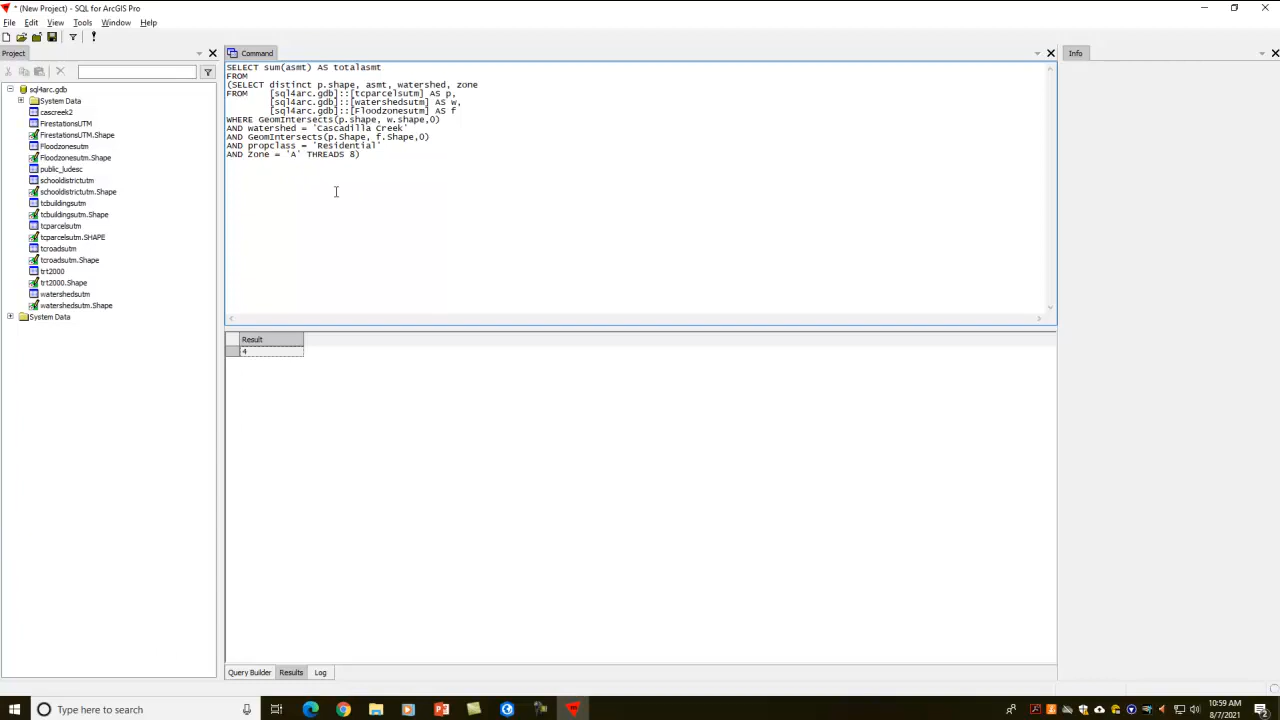 * (New Project) - SQL for ArcGIS Pro
File Edit View Tools Window Help
Project
Command
Info
sql4arc.gdb
System Data
cascreek2
FirestationsUTM
FirestationsUTM.Shape
Floodzonesutm
Floodzonesutm.Shape
public_ludesc
schooldistrictutm
schooldistrictutm.Shape
tcbuildingsutm
tcbuildingsutm.Shape
tcparcelsutm
tcparcelsutm.SHAPE
tcroadsutm
tcroadsutm.Shape
trt2000
trt2000.Shape
watershedsutm
watershedsutm.Shape
System Data
SELECT sum(asmt) AS totalasmt
FROM
(SELECT distinct p.shape, asmt, watershed, zone
FROM [sql4arc.gdb]::[tcparcelsutm] AS p,
[sql4arc.gdb]::[watershedsutm] AS w,
[sql4arc.gdb]::[Floodzonesutm] AS f
WHERE GeomIntersects(p.shape, w.shape,0)
AND watershed = 'Cascadilla Creek'
AND GeomIntersects(p.Shape, f.Shape,0)
AND propclass = 'Residential'
AND Zone = 'A' THREADS 8)
Result
4
Query Builder Results Log
Type here to search
10:59 AM
8/7/2021